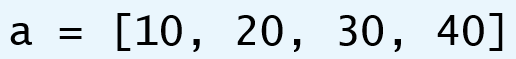 a = [10, 20, 30, 40]